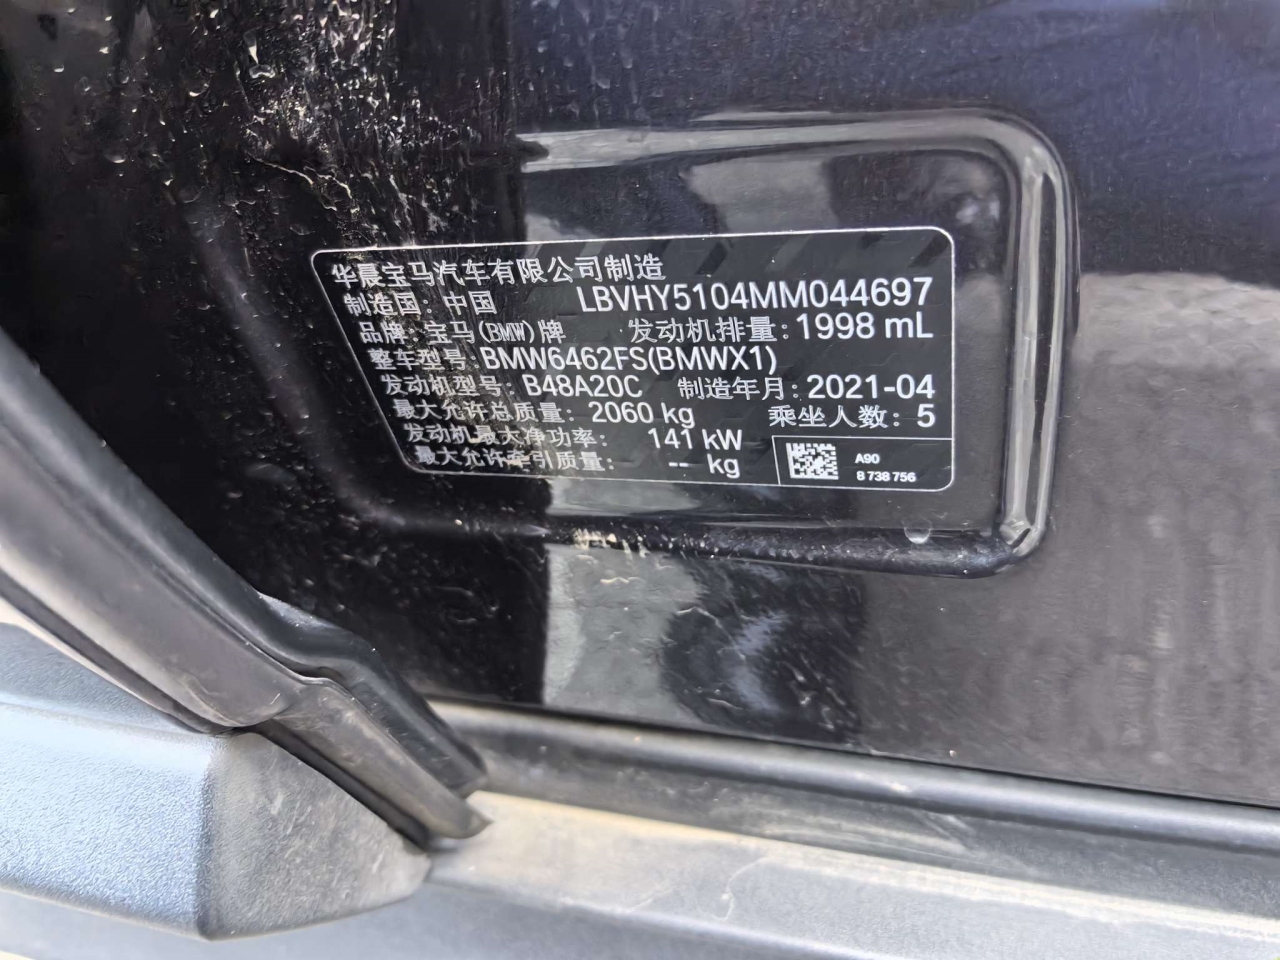 华晨宝马汽车有限公司制造
制造国：中国 LBVHY5104MM044697
品牌：宝马(BMW)牌 发动机排量：1998 mL
整车型号：BMW6462FS(BMWX1)
发动机型号：B48A20C 制造年月：2021-04
最大允许总质量：2060 kg 乘坐人数：5
发动机最大净功率： 141 kW
最大允许牵引质量： -- kg
A90
8 738 756